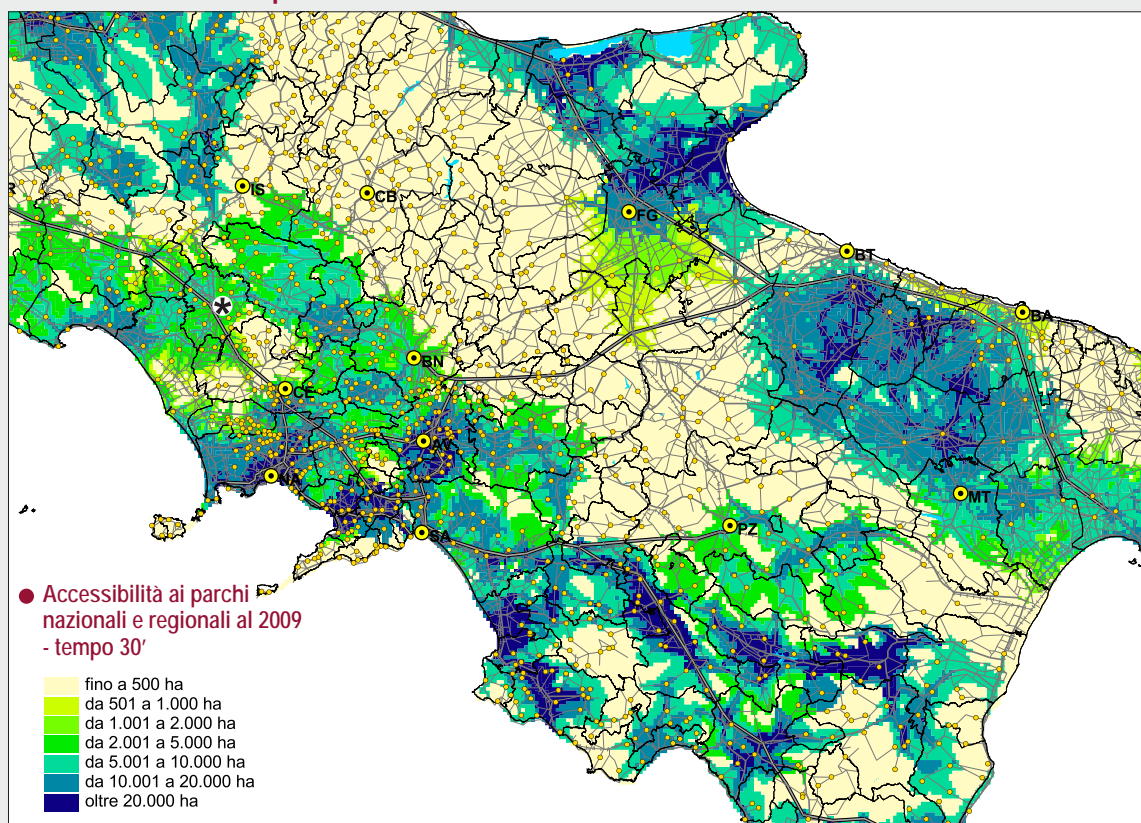 IS
CB
FG
BT
BA
BN
CE
AV
NA
MT
SA
PZ
Accessibilità ai parchi
nazionali e regionali al 2009
- tempo 30'
fino a 500 ha
da 501 a 1.000 ha
da 1.001 a 2.000 ha
da 2.001 a 5.000 ha
da 5.001 a 10.000 ha
da 10.001 a 20.000 ha
oltre 20.000 ha